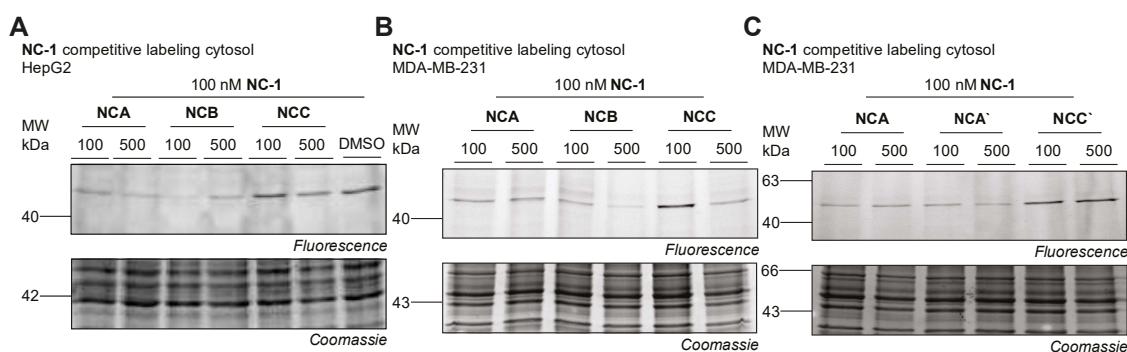 A
NC-1 competitive labeling cytosol
HepG2
100 nM NC-1
NCA NCB NCC
MW
kDa
100 500 100 500 100 500 DMSO
40
Fluorescence
42
Coomassie
B
NC-1 competitive labeling cytosol
MDA-MB-231
100 nM NC-1
NCA NCB NCC
MW
kDa
100 500 100 500 100 500
40
Fluorescence
43
Coomassie
C
NC-1 competitive labeling cytosol
MDA-MB-231
100 nM NC-1
NCA NCA` NCC`
MW
kDa
100 500 100 500 100 500
63
40
Fluorescence
66
43
Coomassie